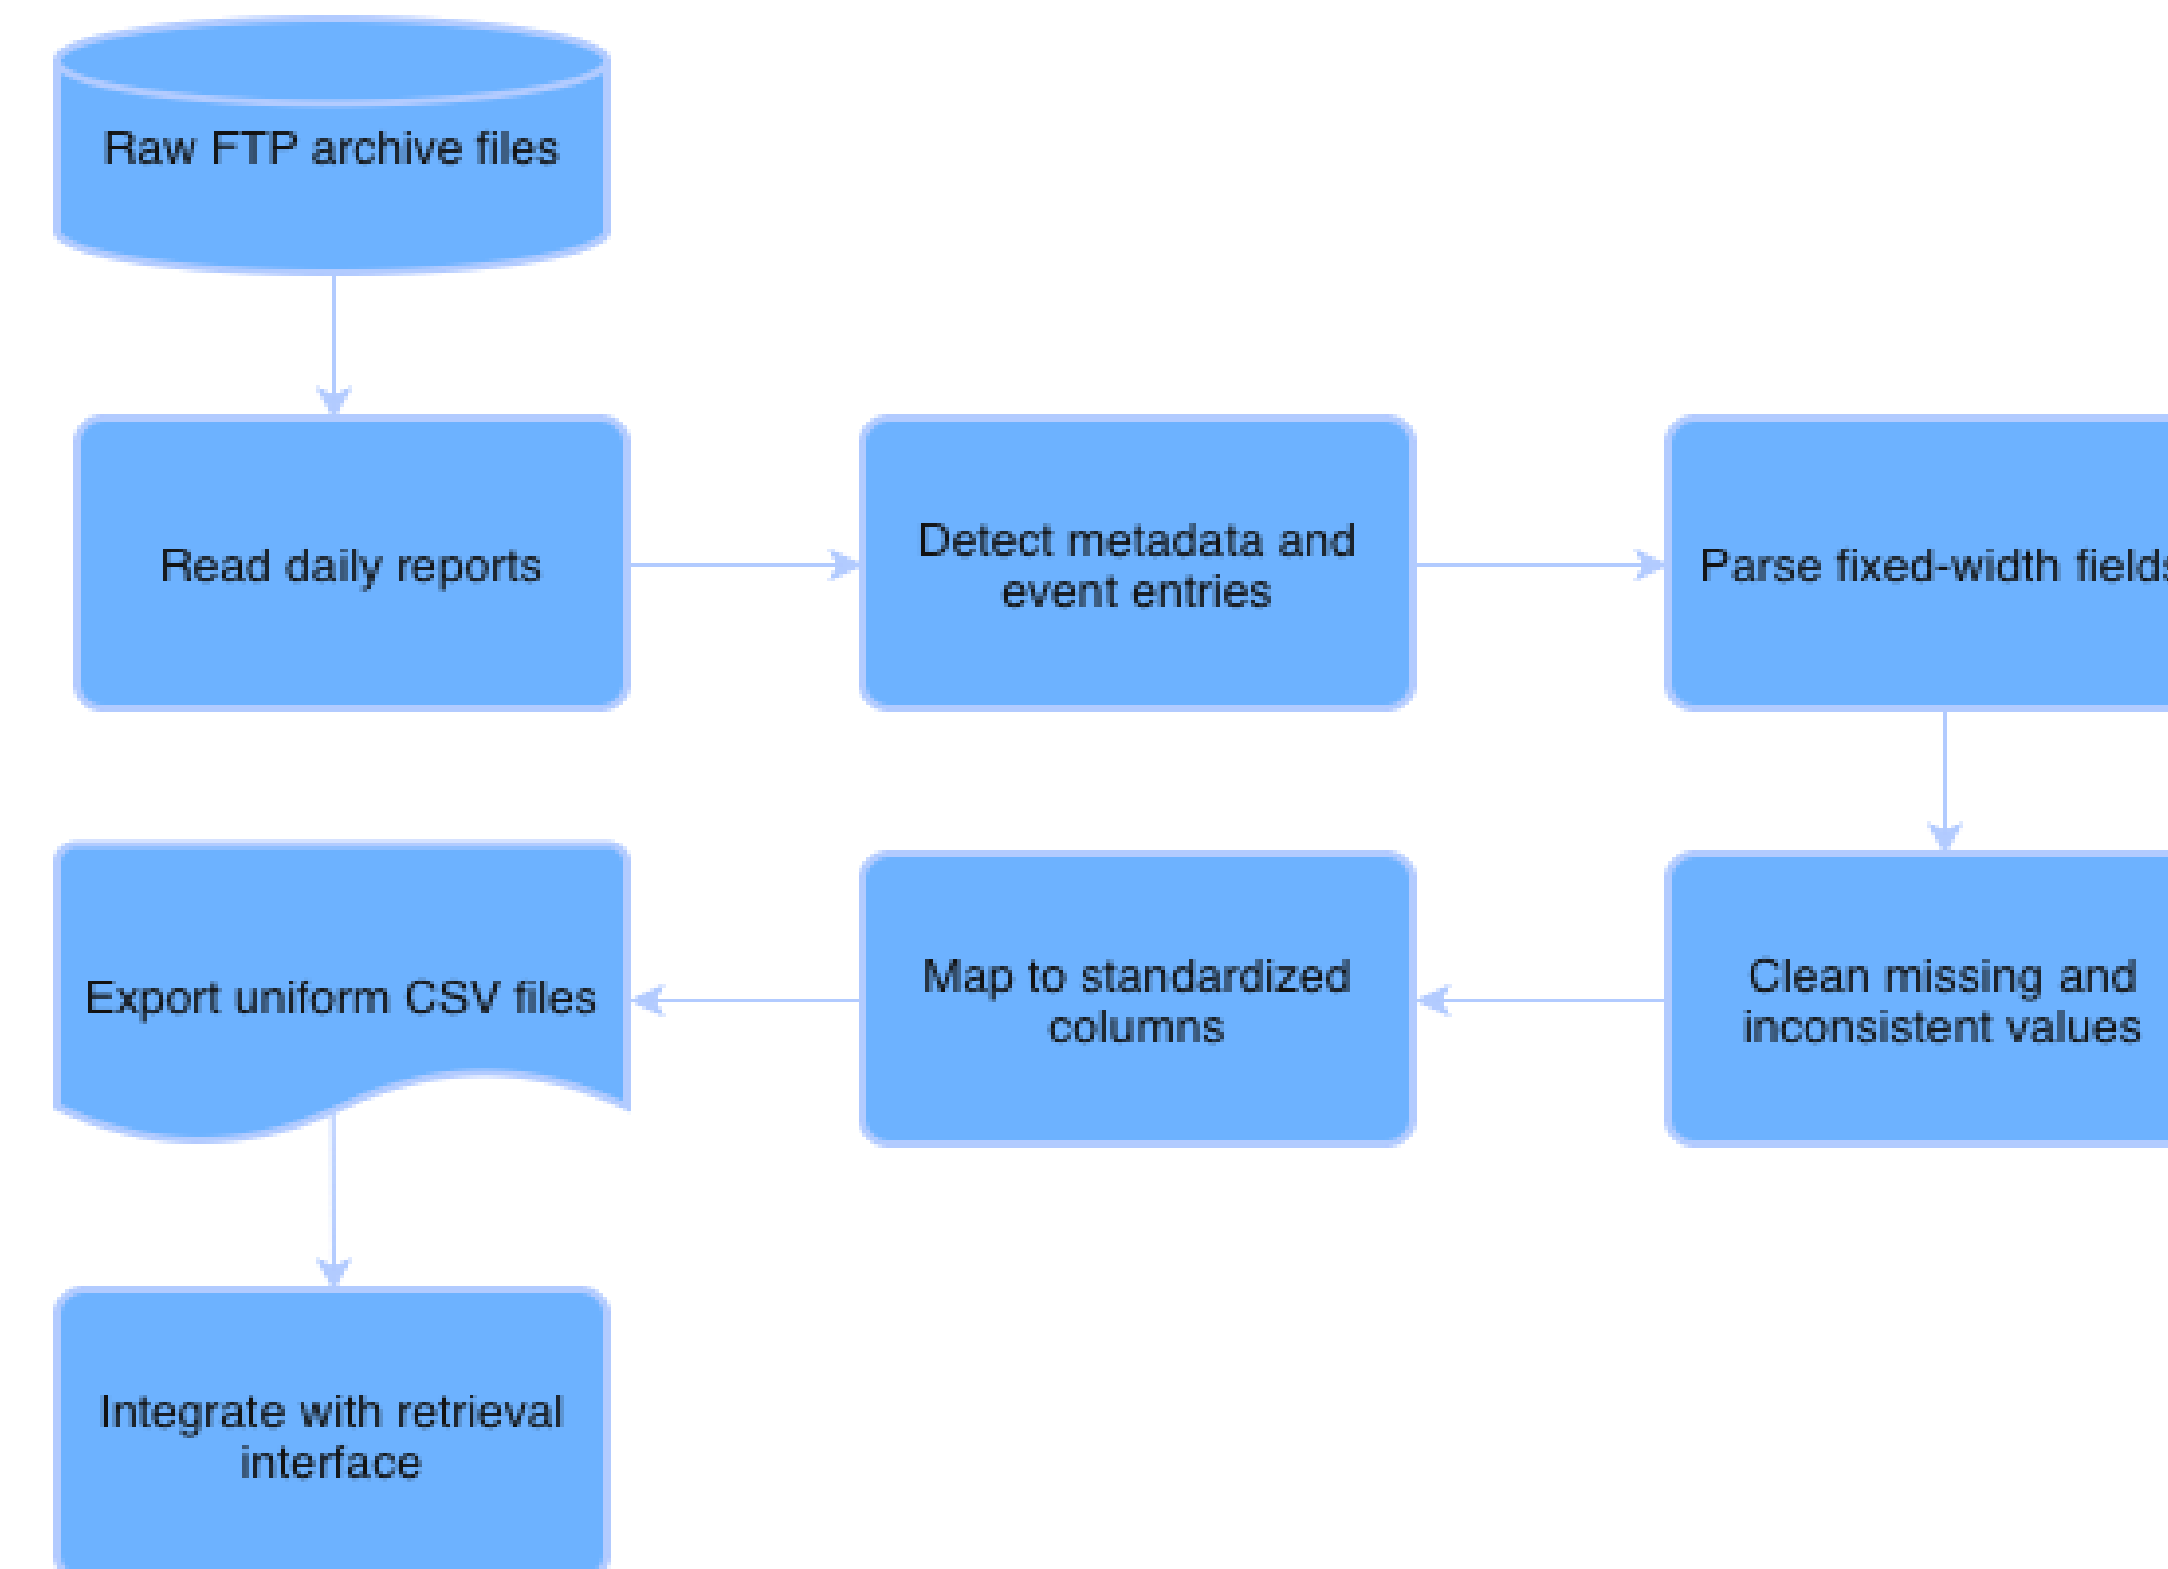 Raw FTP archive files
Read daily reports
Detect metadata and
event entries
Parse fixed-width fields
Clean missing and
inconsistent values
Map to standardized
columns
Export uniform CSV files
Integrate with retrieval
interface